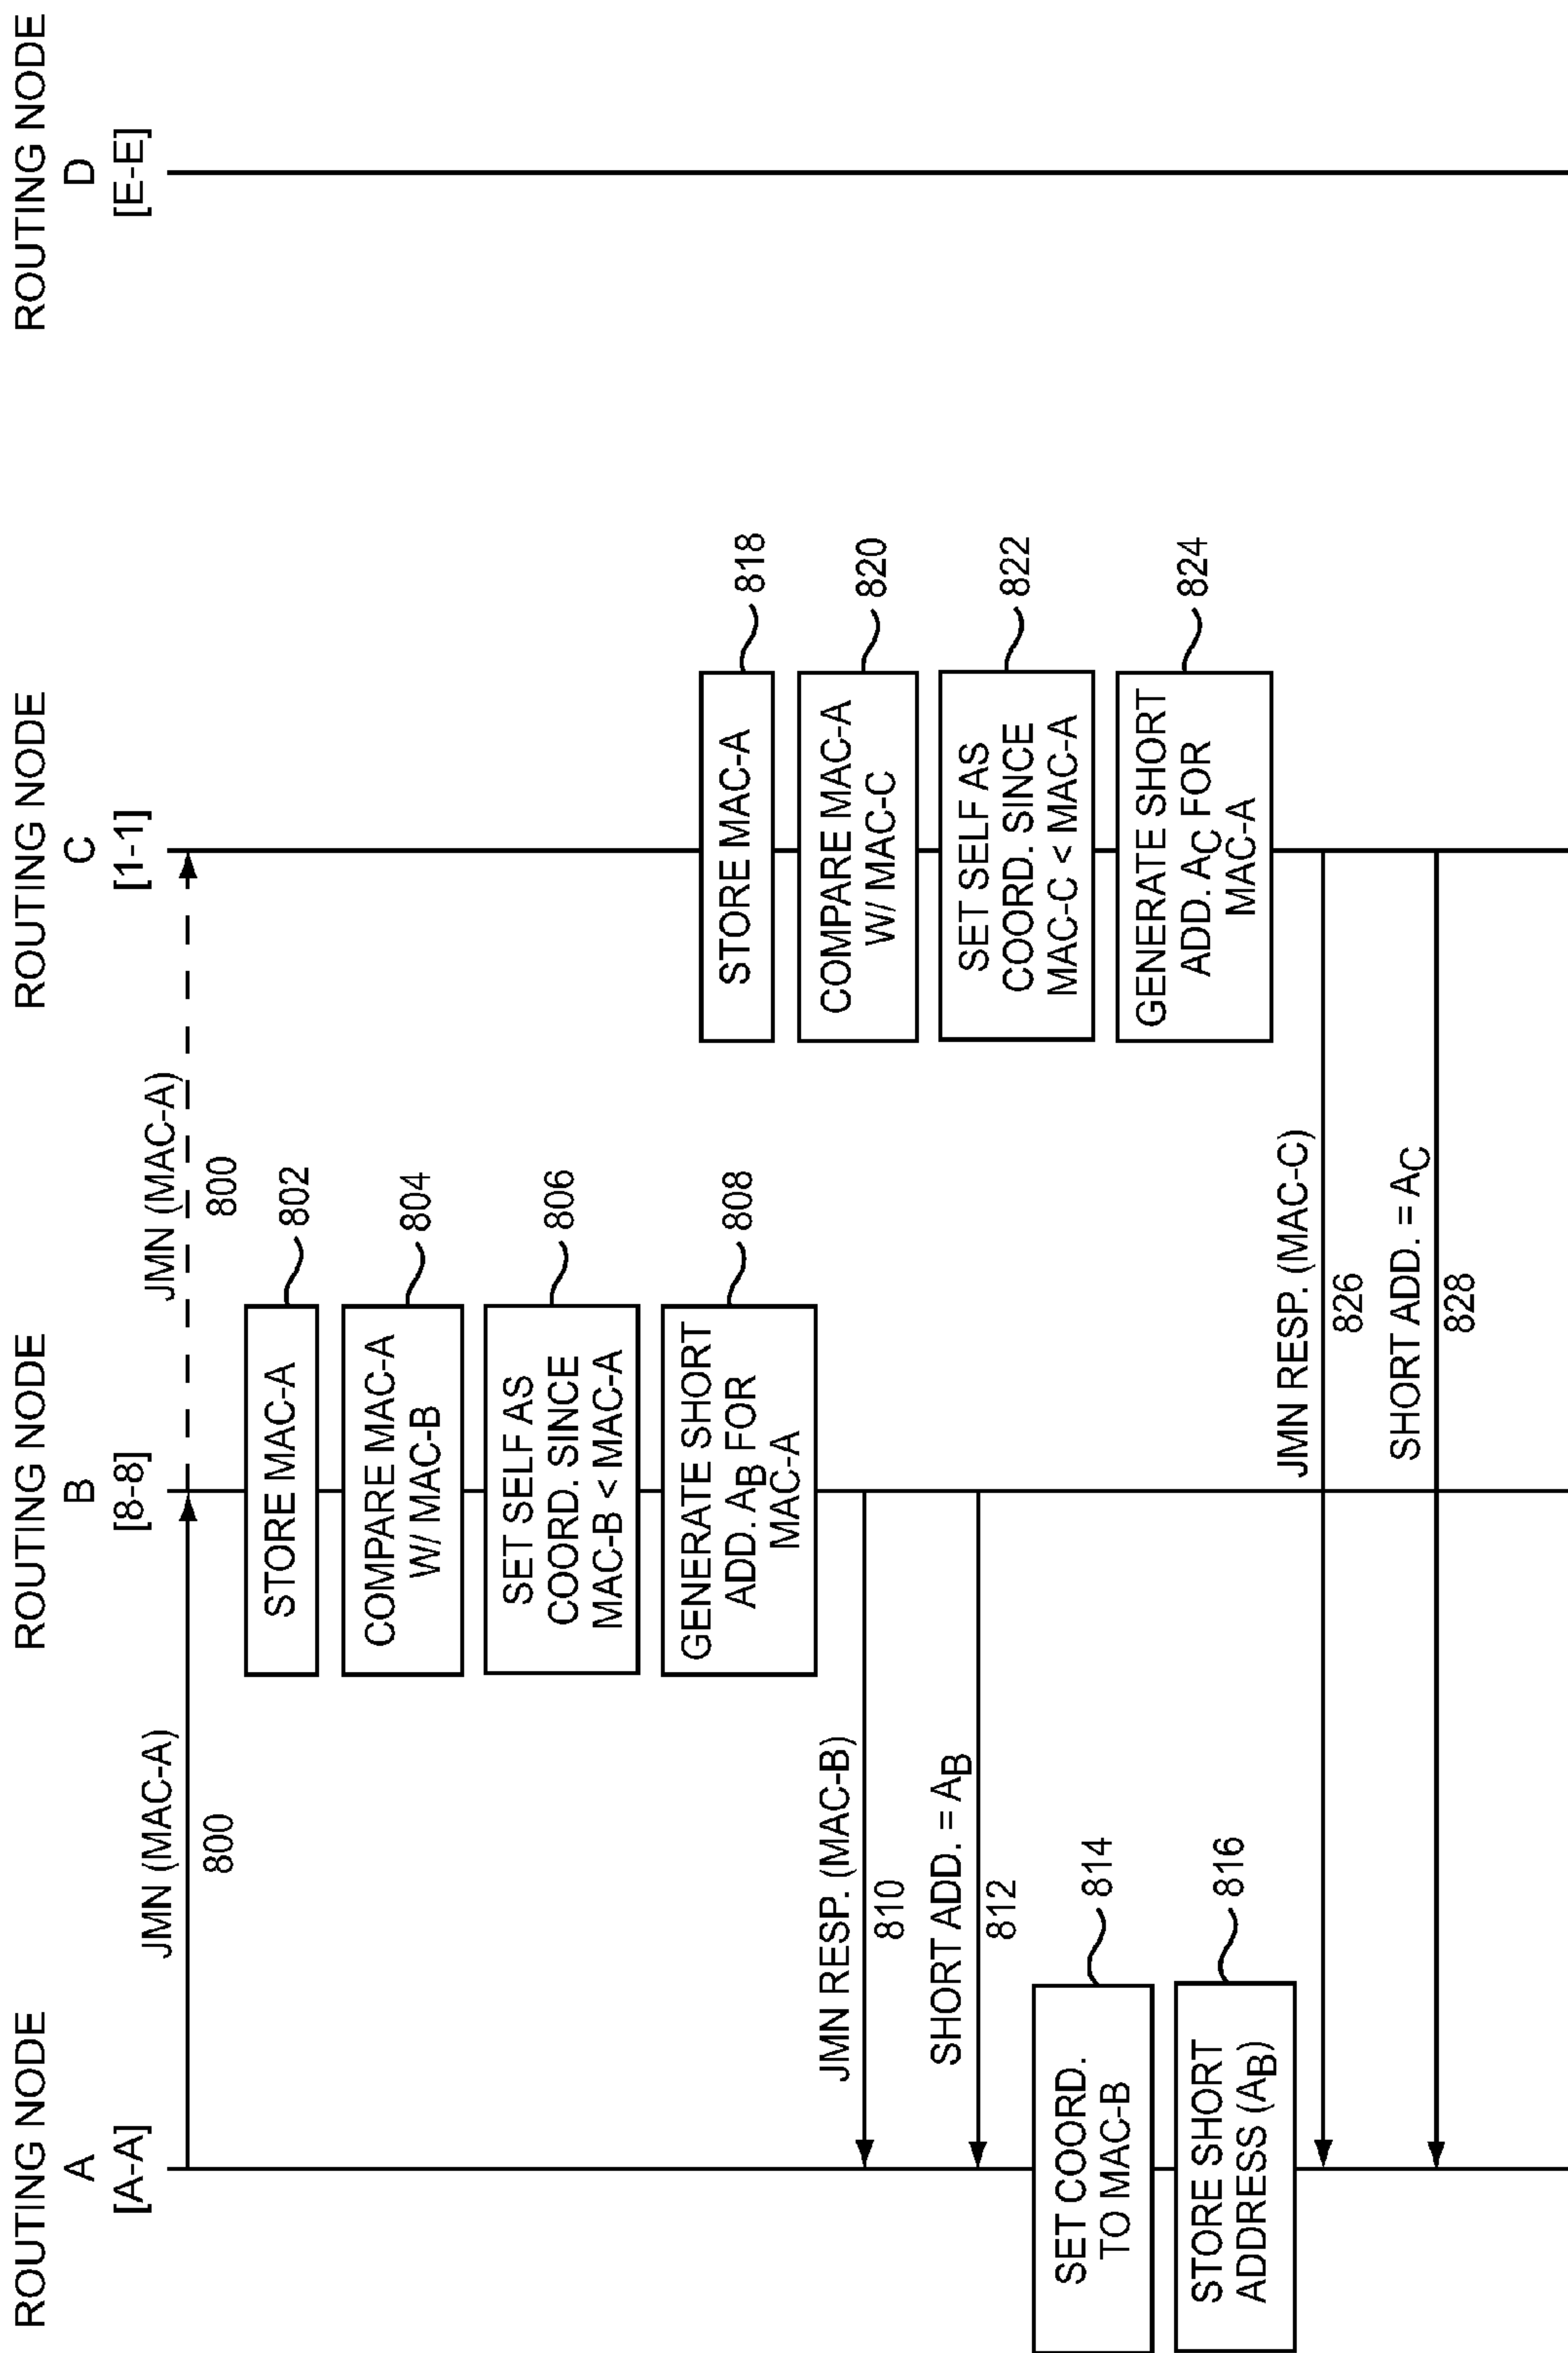 ROUTING NODE
A
[A-A]
ROUTING NODE
B
[8-8]
ROUTING NODE
C
[1-1]
ROUTING NODE
D
[E-E]
JMN (MAC-A)
800
JMN (MAC-A)
800
STORE MAC-A
802
COMPARE MAC-A
W/ MAC-B
804
SET SELF AS
COORD. SINCE
MAC-B < MAC-A
806
GENERATE SHORT
ADD. AB FOR
MAC-A
808
JMN RESP. (MAC-B)
810
SHORT ADD. = AB
812
SET COORD.
TO MAC-B
814
STORE SHORT
ADDRESS (AB)
816
STORE MAC-A
818
COMPARE MAC-A
W/ MAC-C
820
SET SELF AS
COORD. SINCE
MAC-C < MAC-A
822
GENERATE SHORT
ADD. AC FOR
MAC-A
824
JMN RESP. (MAC-C)
826
SHORT ADD. = AC
828